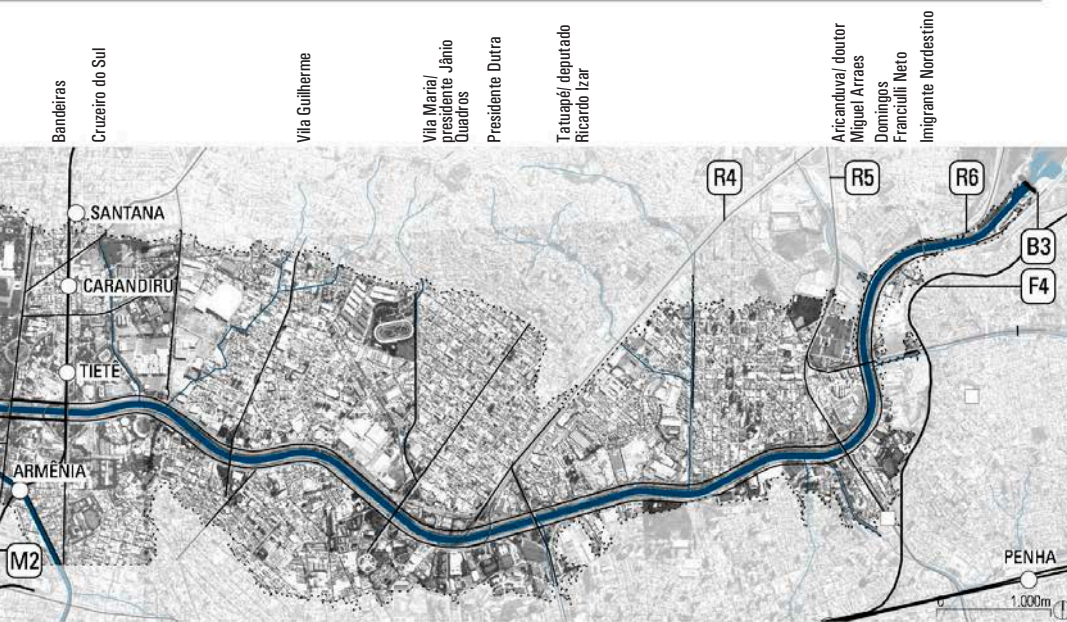 Bandeiras
Cruzeiro do Sul
Vila Guilherme
Vila Maria/
presidente Jânio
Quadros
Presidente Dutra
Tatuapé/ deputado
Ricardo Izar
Aricanduva/ doutor
Miguel Arraes
Domingos
Franciulli Neto
Imigrante Nordestino
R4
R5
R6
SANTANA
B3
CARANDIRU
F4
TIETÊ
ARMÊNIA
M2
PENHA
0 1.000m